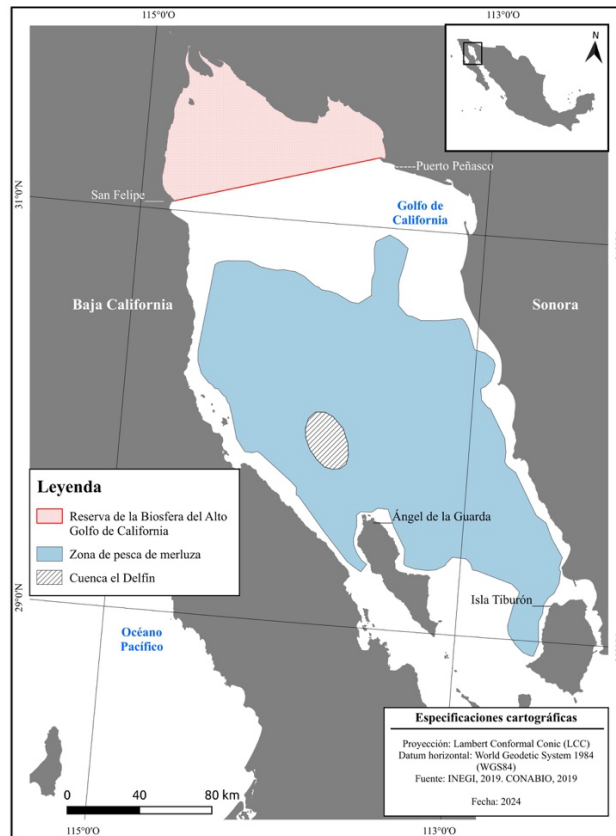 115°0'O
113°0'O
N
Puerto Peñasco
San Felipe
31°0'N
Golfo de
California
Baja California
Sonora
Leyenda
Reserva de la Biosfera del Alto
Golfo de California
Zona de pesca de merluza
Cuenca el Delfín
Ángel de la Guarda
Isla Tiburón
29°0'N
Océano
Pacífico
Especificaciones cartográficas
Proyección: Lambert Conformal Conic (LCC)
Datum horizontal: World Geodetic System 1984
(WGS84)
Fuente: INEGI, 2019. CONABIO, 2019
Fecha: 2024
0 40 80 km
115°0'O
113°0'O